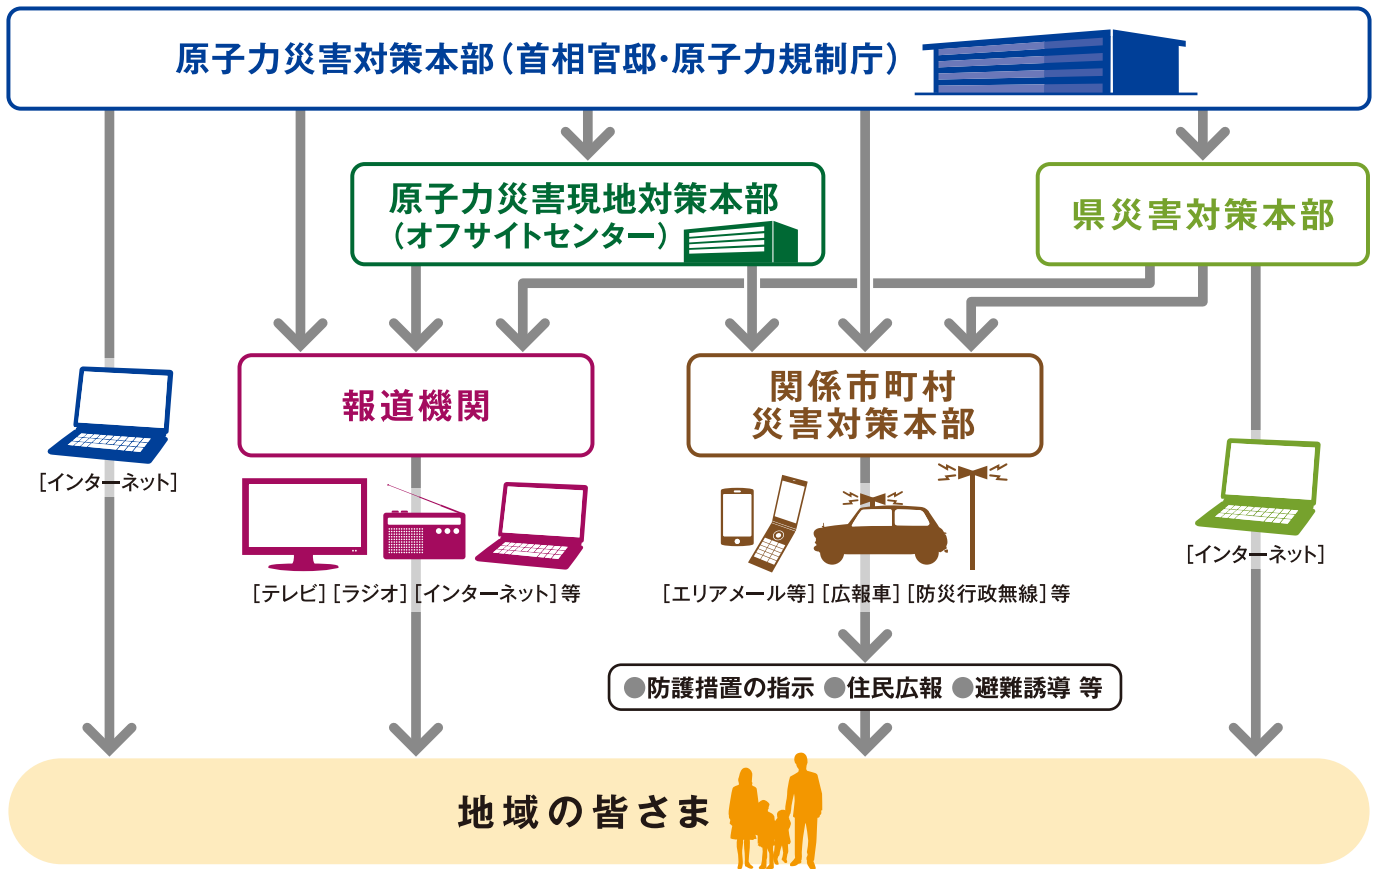 原子力災害対策本部（首相官邸・原子力規制庁）
原子力災害現地対策本部
（オフサイトセンター）
県災害対策本部
報道機関
関係市町村
災害対策本部
［インターネット］
［テレビ］［ラジオ］［インターネット］等
［エリアメール等］［広報車］［防災行政無線］等
［インターネット］
●防護措置の指示 ●住民広報 ●避難誘導 等
地域の皆さま